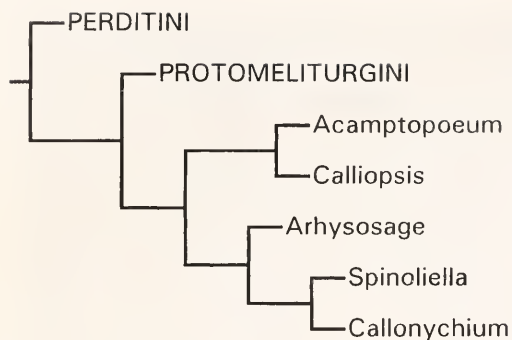 PERDITINI
PROTOMELITURGINI
Acamptopoeum
Calliopsis
Arhysosage
Spinoliella
Callonychium